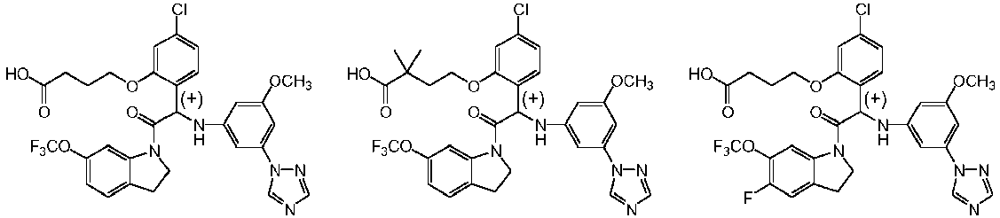 Cl Cl Cl
HO O O (+) OCH3 HO O O (+) OCH3 HO O O (+) OCH3
O N H O N H O N H
F3CO N F3CO N F3CO N
N N N N N N F N N
N N N